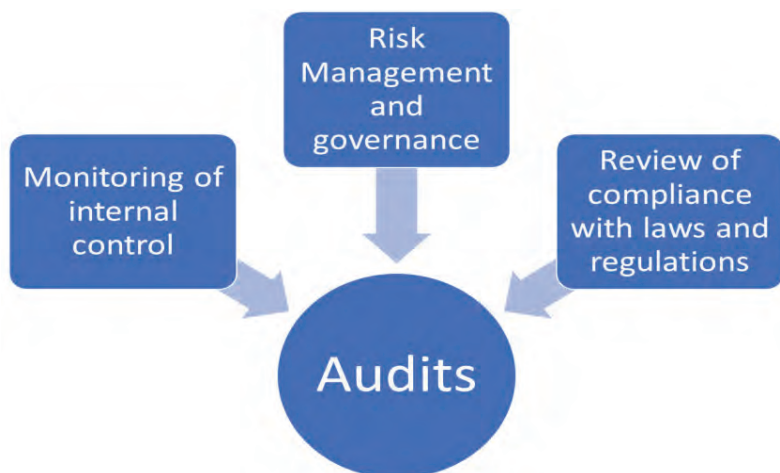 Risk
Management
and
governance
Monitoring of
internal
control
Review of
compliance
with laws and
regulations
Audits